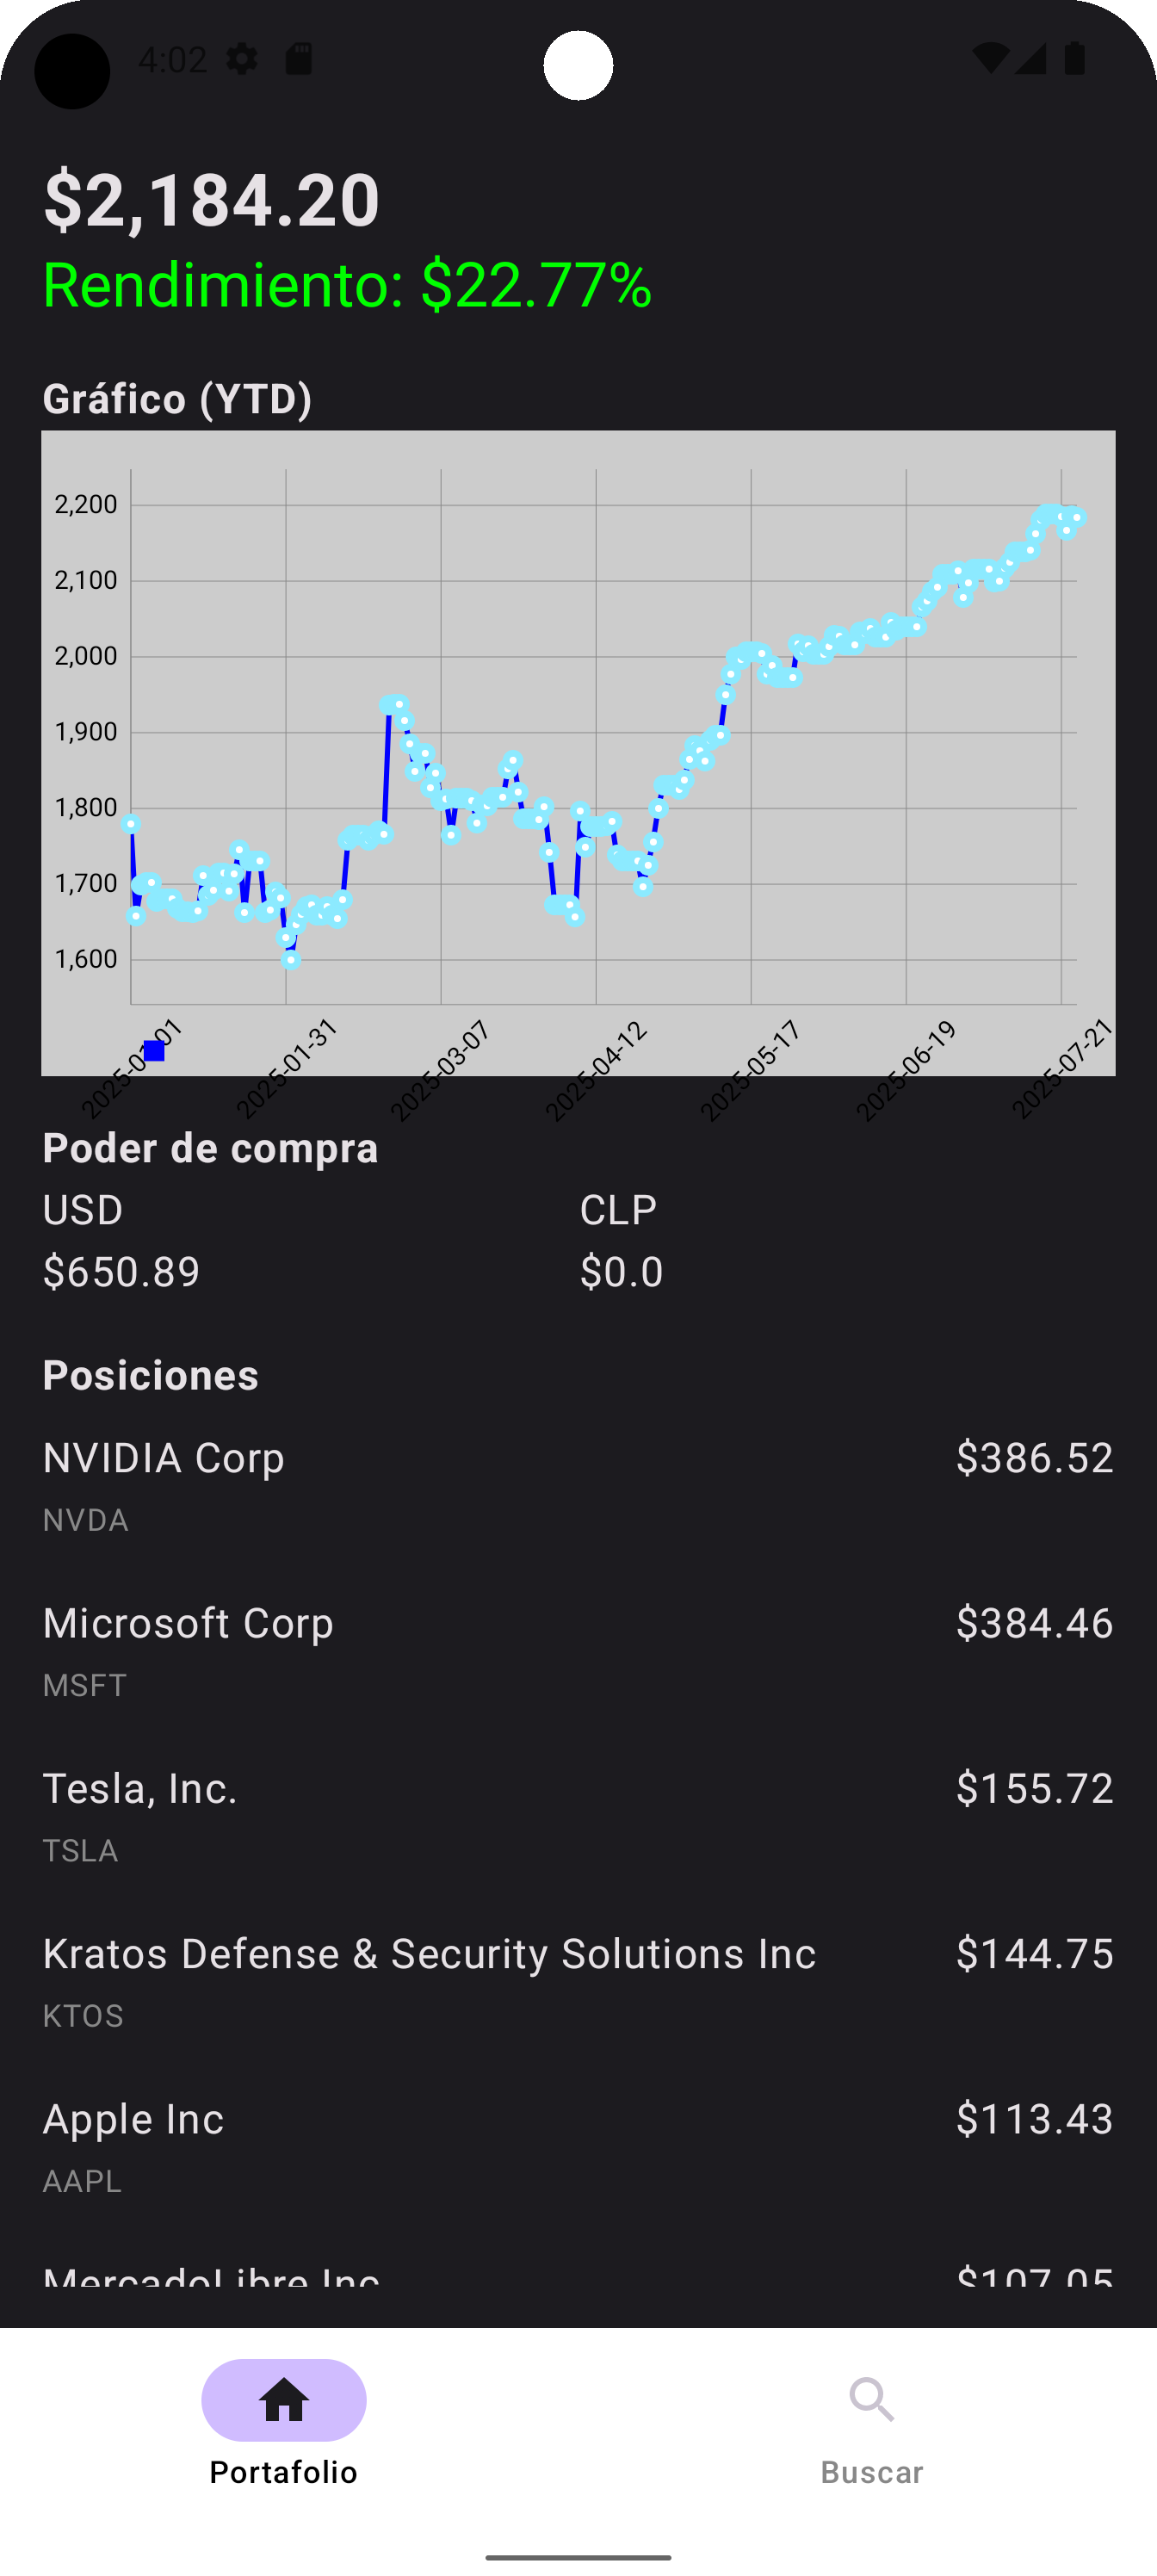 4:02
$2,184.20
Rendimiento: $22.77%
Gráfico (YTD)
2,200
2,100
2,000
1,900
1,800
1,700
1,600
2025-01-01 2025-01-31 2025-03-07 2025-04-12 2025-05-17 2025-06-19 2025-07-21
Poder de compra
USD CLP
$650.89 $0.0
Posiciones
NVIDIA Corp $386.52
NVDA
Microsoft Corp $384.46
MSFT
Tesla, Inc. $155.72
TSLA
Kratos Defense & Security Solutions Inc $144.75
KTOS
Apple Inc $113.43
AAPL
MercadoLibre Inc $107.05
Portafolio Buscar